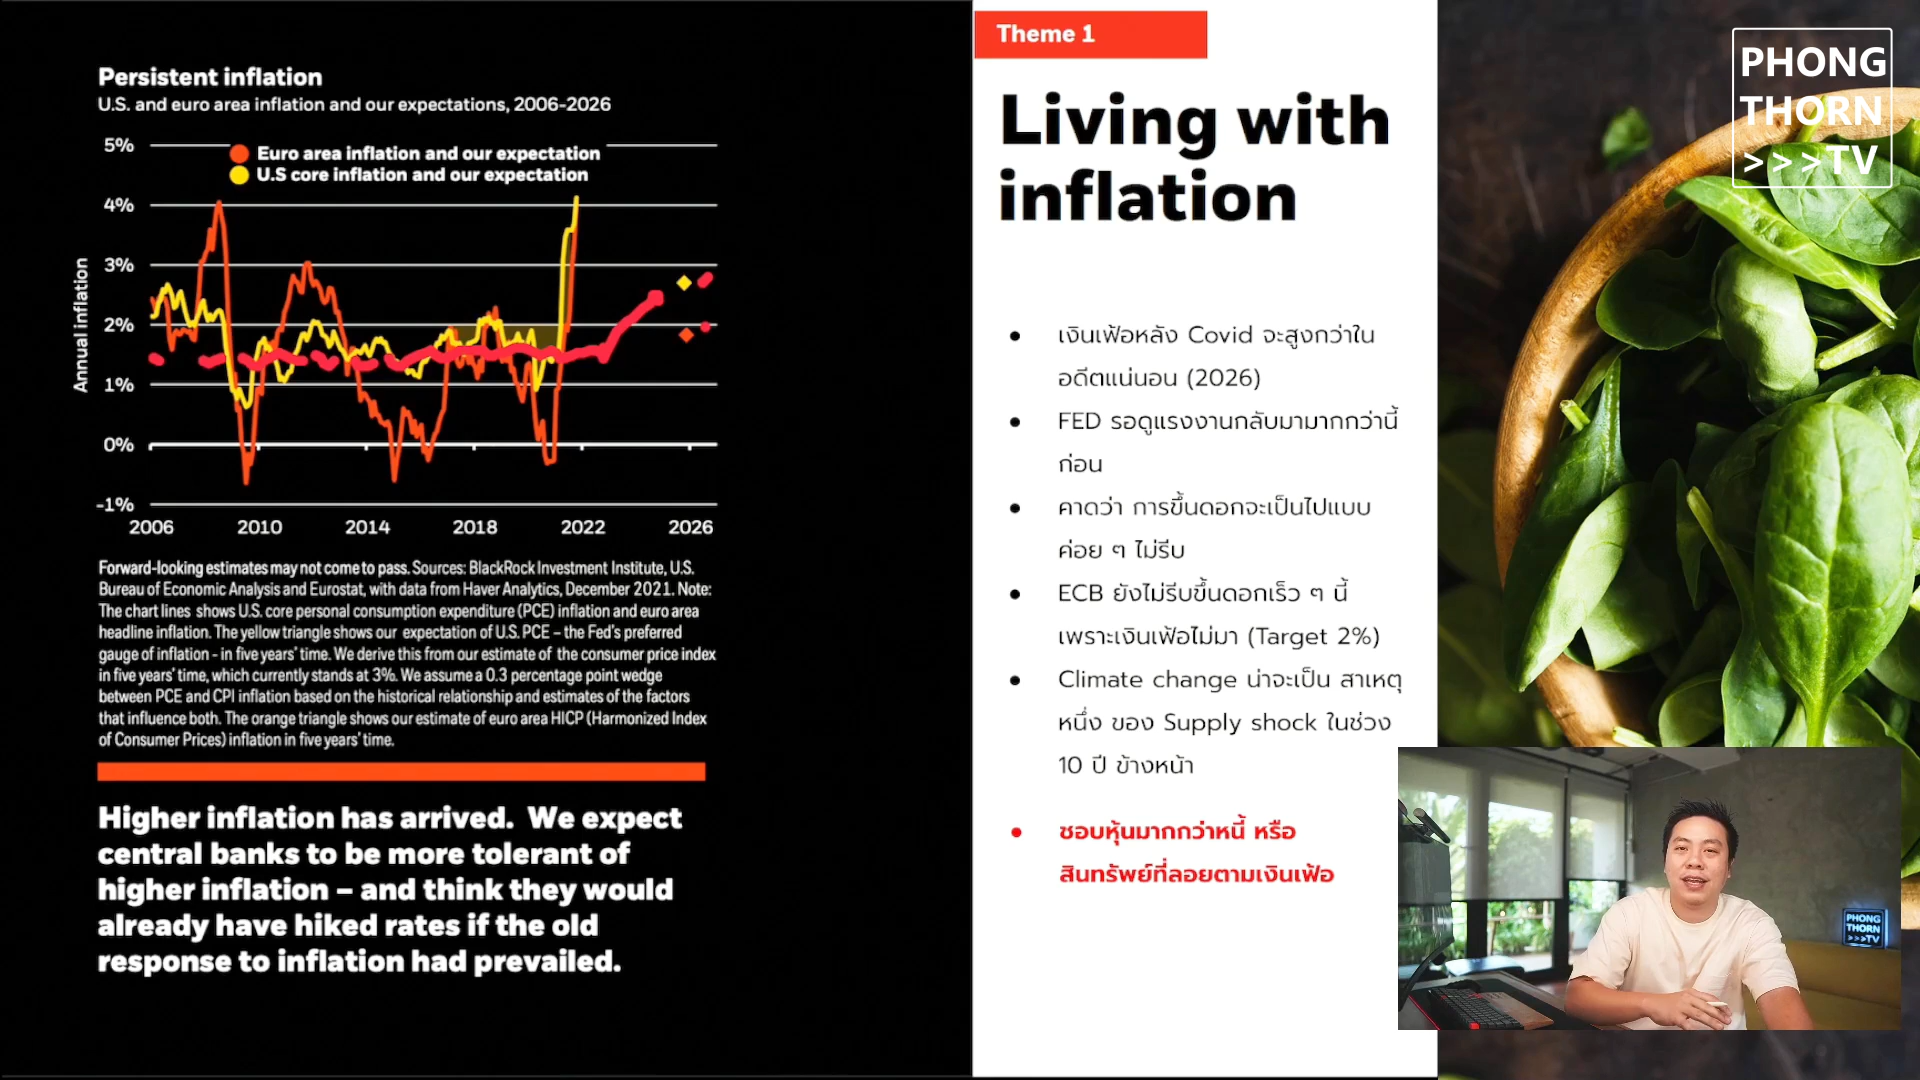 Persistent inflation
U.S. and euro area inflation and our expectations, 2006-2026
5%
Euro area inflation and our expectation
U.S core inflation and our expectation
4%
3%
2%
1%
0%
-1%
Annual inflation
2006 2010 2014 2018 2022 2026
Forward-looking estimates may not come to pass. Sources: BlackRock Investment Institute, U.S.
Bureau of Economic Analysis and Eurostat, with data from Haver Analytics, December 2021. Note:
The chart lines shows U.S. core personal consumption expenditure (PCE) inflation and euro area
headline inflation. The yellow triangle shows our expectation of U.S. PCE – the Fed's preferred
gauge of inflation - in five years' time. We derive this from our estimate of the consumer price index
in five years' time, which currently stands at 3%. We assume a 0.3 percentage point wedge
between PCE and CPI inflation based on the historical relationship and estimates of the factors
that influence both. The orange triangle shows our estimate of euro area HICP (Harmonized Index
of Consumer Prices) inflation in five years' time.
Higher inflation has arrived. We expect
central banks to be more tolerant of
higher inflation – and think they would
already have hiked rates if the old
response to inflation had prevailed.
Theme 1
Living with
inflation
● เงินเฟ้อหลัง Covid จะสูงกว่าใน
อดีตแน่นอน (2026)
● FED รอดูแรงงานกลับมามากกว่านี้
ก่อน
● คาดว่า การขึ้นดอกจะเป็นไปแบบ
ค่อย ๆ ไม่รีบ
● ECB ยังไม่รีบขึ้นดอกเร็ว ๆ นี้
เพราะเงินเฟ้อไม่มา (Target 2%)
● Climate change น่าจะเป็น สาเหตุ
หนึ่ง ของ Supply shock ในช่วง
10 ปี ข้างหน้า
● ชอบหุ้นมากกว่าหนี้ หรือ
สินทรัพย์ที่ลอยตามเงินเฟ้อ
PHONG
THORN
>>>TV
PHONG
THORN
>>>TV